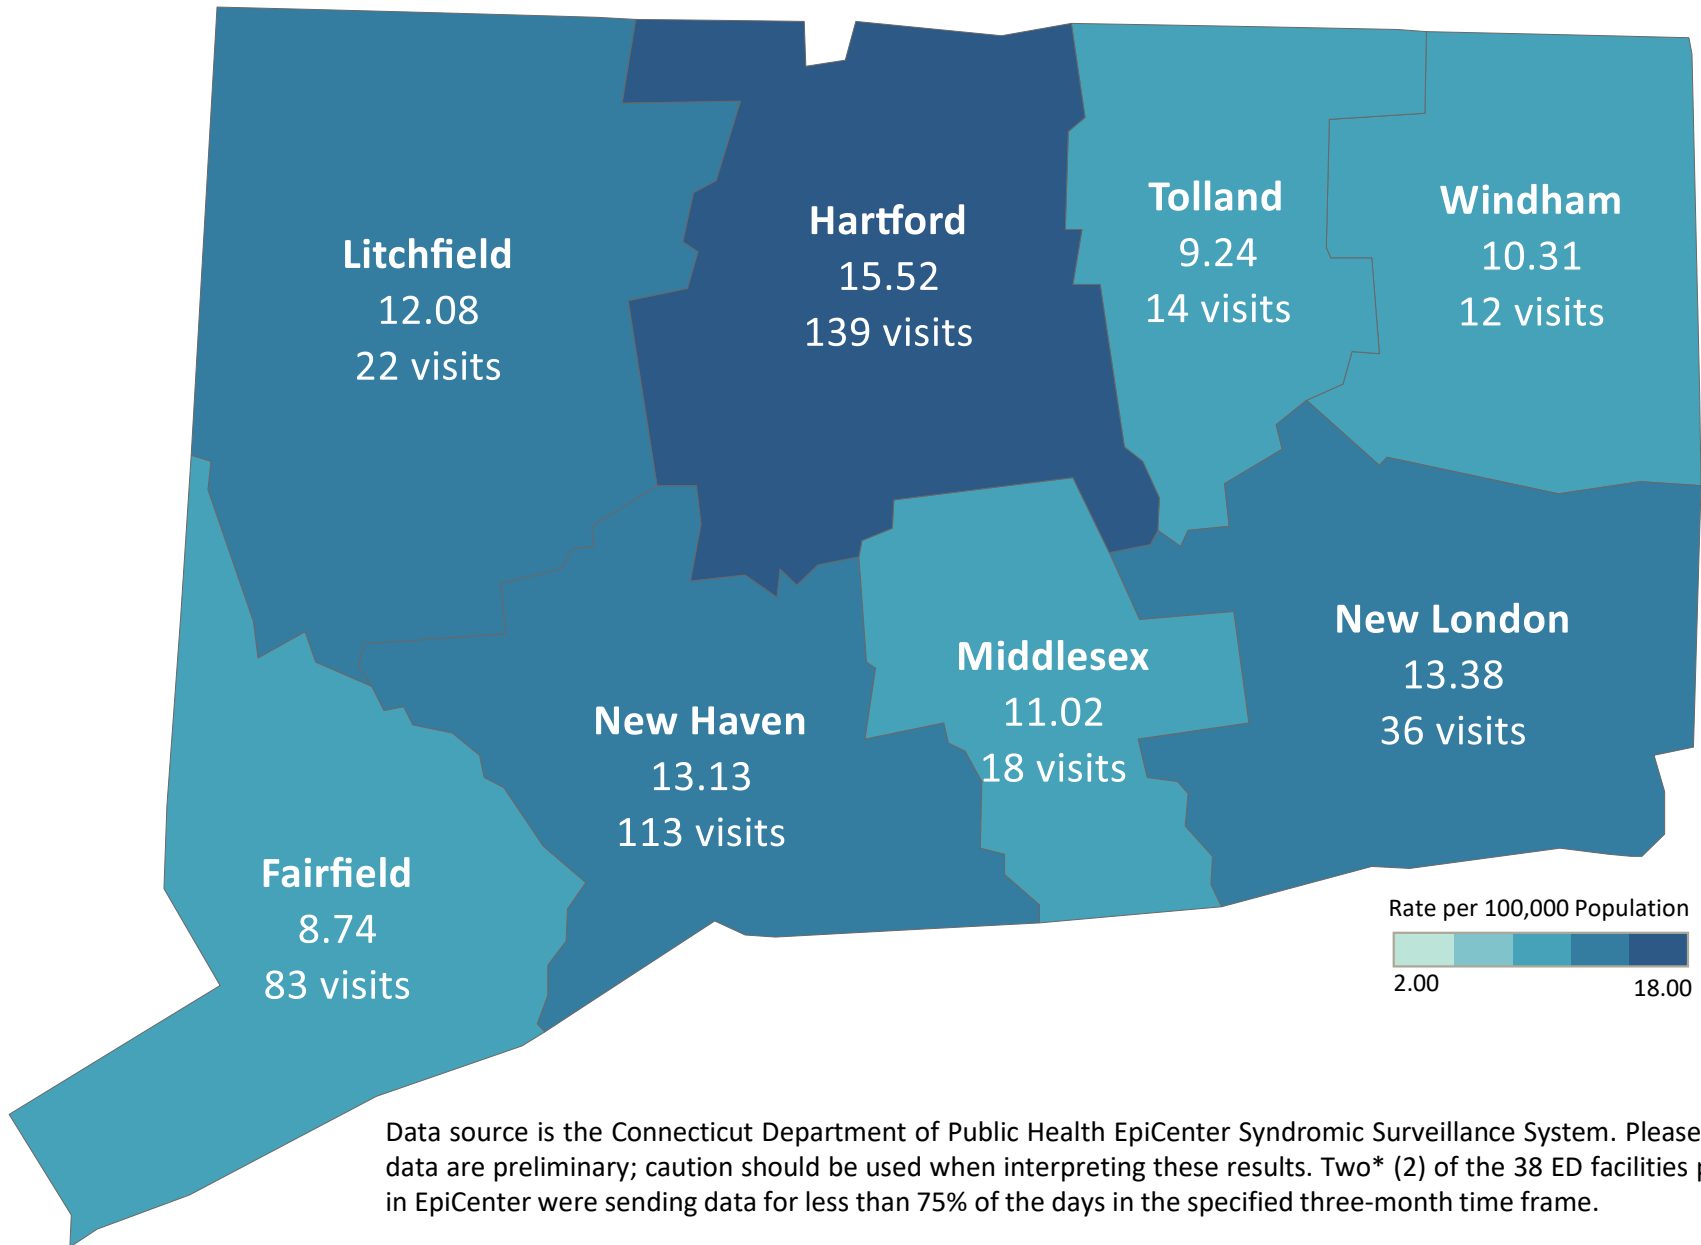 Litchfield
12.08
22 visits
Hartford
15.52
139 visits
Tolland
9.24
14 visits
Windham
10.31
12 visits
New London
13.38
36 visits
Middlesex
11.02
18 visits
New Haven
13.13
113 visits
Fairfield
8.74
83 visits
Rate per 100,000 Population
2.00
18.00
Data source is the Connecticut Department of Public Health EpiCenter Syndromic Surveillance System. Please
data are preliminary; caution should be used when interpreting these results. Two* (2) of the 38 ED facilities
in EpiCenter were sending data for less than 75% of the days in the specified three-month time frame.